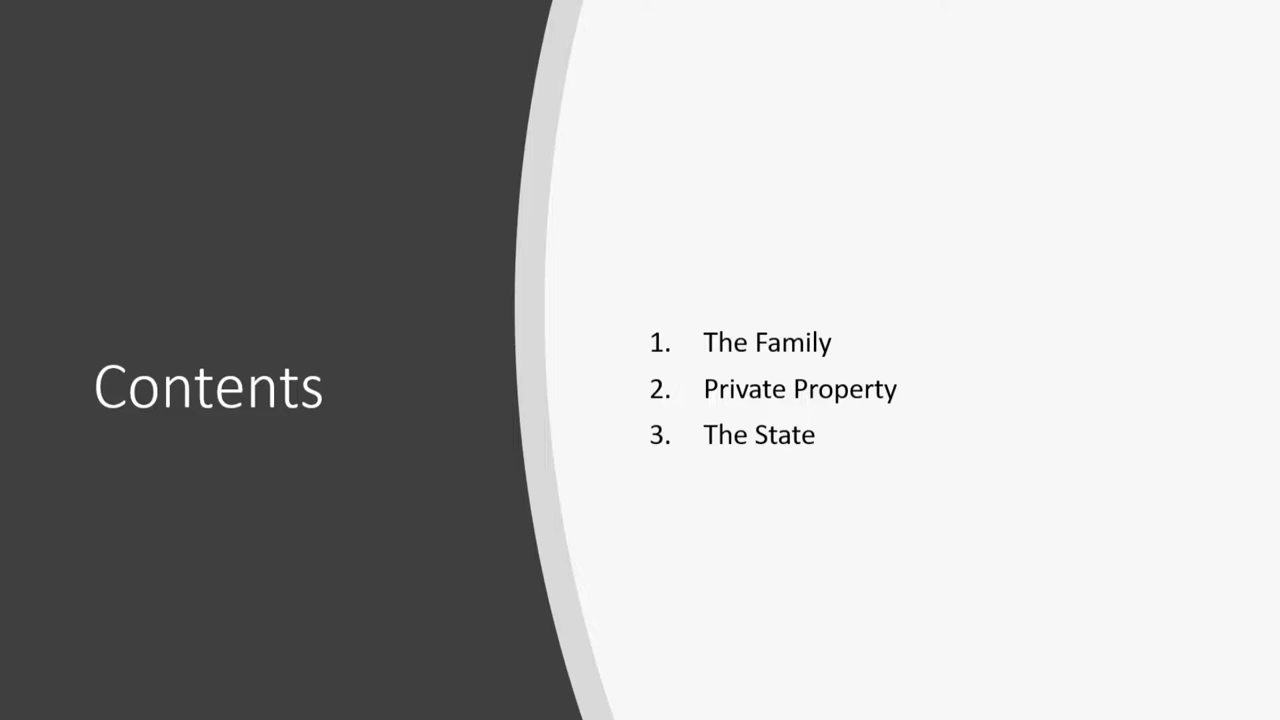 Contents
1. The Family
2. Private Property
3. The State